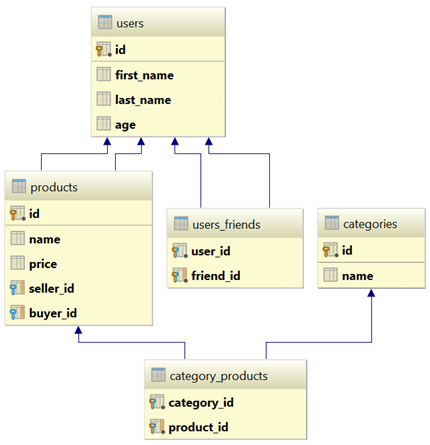 users
id
first_name
last_name
age
products
id
name
price
seller_id
buyer_id
users_friends
user_id
friend_id
categories
id
name
category_products
category_id
product_id